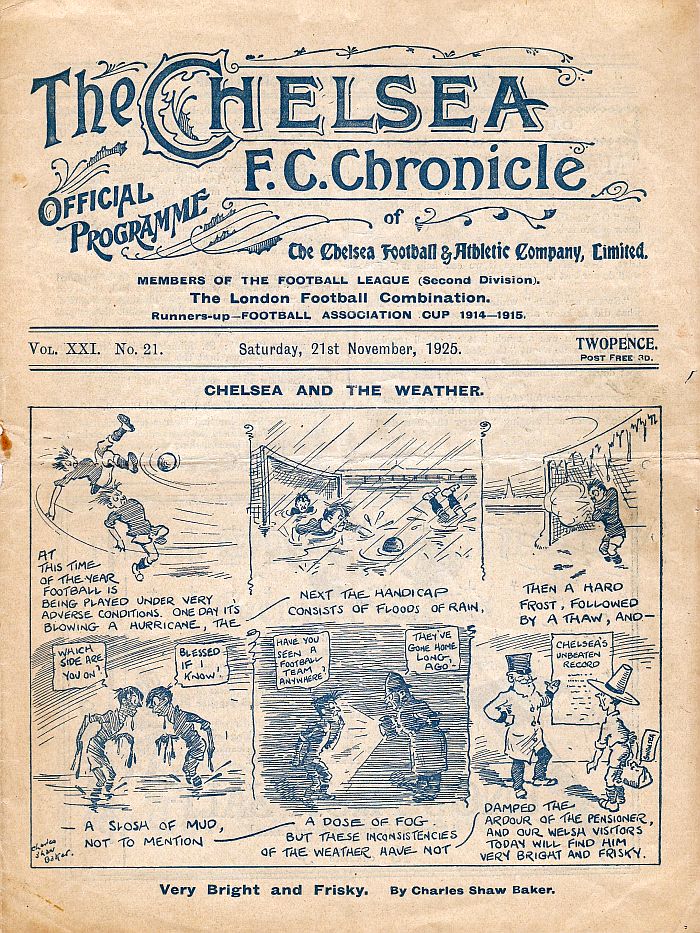 The CHELSEA
F.C. Chronicle
OFFICIAL
PROGRAMME
of
The Chelsea Football & Athletic Company, Limited.
MEMBERS OF THE FOOTBALL LEAGUE (Second Division).
The London Football Combination.
Runners-up—FOOTBALL ASSOCIATION CUP 1914—1915.
VOL. XXI. No. 21.
Saturday, 21st November, 1925.
TWOPENCE.
POST FREE 3D.
CHELSEA AND THE WEATHER.
AT
THIS TIME
OF THE YEAR
FOOTBALL IS
BEING PLAYED UNDER VERY
ADVERSE CONDITIONS. ONE DAY IT'S
BLOWING A HURRICANE, THE
NEXT THE HANDICAP
CONSISTS OF FLOODS OF RAIN,
THEN A HARD
FROST, FOLLOWED
BY A THAW, AND—
WHICH
SIDE ARE
YOU ON?
BLESSED
IF I
KNOW!
— A SLOSH OF MUD,
NOT TO MENTION
HAVE YOU
SEEN A
FOOTBALL
TEAM
ANYWHERE?
THEY'VE
GONE HOME
LONG,
AGO—
A DOSE OF FOG.
BUT THESE INCONSISTENCIES
OF THE WEATHER HAVE NOT
CHELSEA'S
UNBEATEN
RECORD
DAMPED THE
ARDOUR OF THE PENSIONER,
AND OUR WELSH VISITORS
TODAY WILL FIND HIM
VERY BRIGHT AND FRISKY.
Charles
Shaw
Baker.
Very Bright and Frisky. By Charles Shaw Baker.